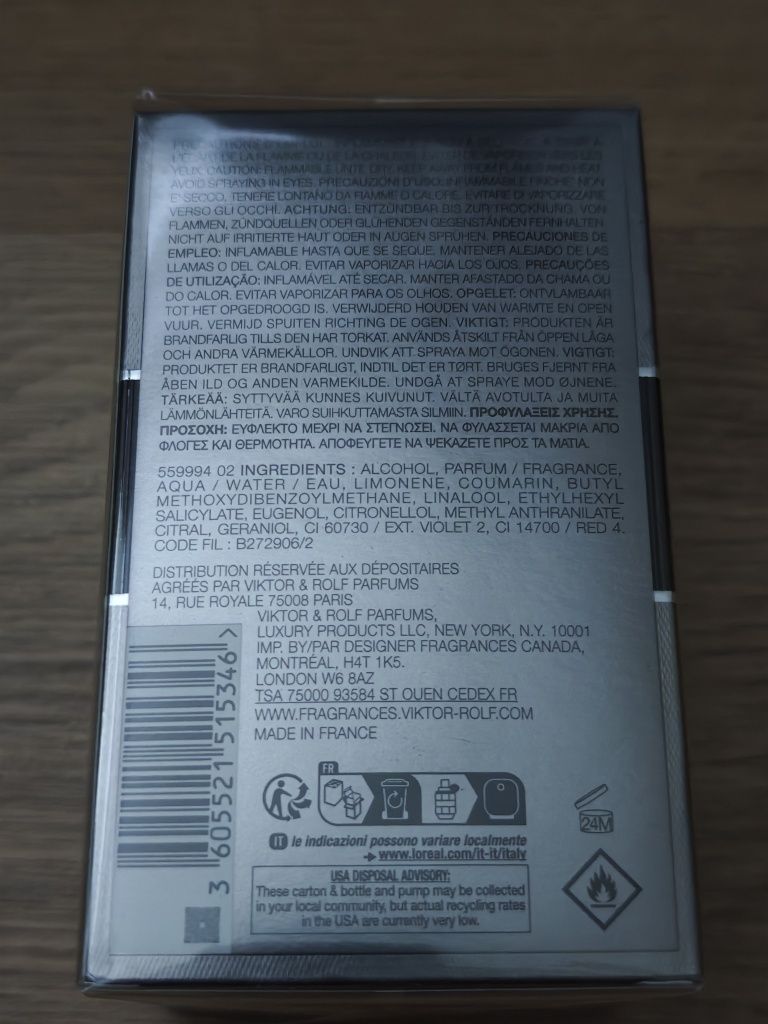 L'ÉCART DE LA FLAMME OU DE LA CHALEUR. ÉVITER DE VAPORISER VERS LES
YEUX. CAUTION: FLAMMABLE UNTIL DRY. KEEP AWAY FROM FLAMES AND HEAT.
AVOID SPRAYING IN EYES. PRECAUZIONI D'USO: INFIAMMABILE FINCHE' NON
E' SECCO, TENERE LONTANO DA FIAMME O CALORE. EVITARE DI VAPORIZZARE
VERSO GLI OCCHI. ACHTUNG: ENTZÜNDBAR BIS ZUR TROCKNUNG. VON
FLAMMEN, ZÜNDQUELLEN ODER GLÜHENDEN GEGENSTÄNDEN FERNHALTEN.
NICHT AUF IRRITIERTE HAUT ODER IN AUGEN SPRÜHEN. PRECAUCIONES DE
EMPLEO: INFLAMABLE HASTA QUE SE SEQUE. MANTENER ALEJADO DE LAS
LLAMAS O DEL CALOR. EVITAR VAPORIZAR HACIA LOS OJOS. PRECAUÇÕES
DE UTILIZAÇÃO: INFLAMÁVEL ATÉ SECAR. MANTER AFASTADO DA CHAMA OU
DO CALOR. EVITAR VAPORIZAR PARA OS OLHOS. OPGELET: ONTVLAMBAAR
TOT HET OPGEDROOGD IS. VERWIJDERD HOUDEN VAN WARMTE EN OPEN
VUUR. VERMIJD SPUITEN RICHTING DE OGEN. VIKTIGT: PRODUKTEN ÄR
BRANDFARLIG TILLS DEN HAR TORKAT. ANVÄNDS ÅTSKILT FRÅN ÖPPEN LÅGA
OCH ANDRA VÄRMEKÄLLOR. UNDVIK ATT SPRAYA MOT ÖGONEN. VIGTIGT:
PRODUKTET ER BRANDFARLIGT, INDTIL DET ER TØRT. BRUGES FJERNT FRA
ÅBEN ILD OG ANDEN VARMEKILDE. UNDGÅ AT SPRAYE MOD ØJNENE.
TÄRKEÄÄ: SYTTYVÄÄ KUNNES KUIVUNUT. VÄLTÄ AVOTULTA JA MUITA
LÄMMÖNLÄHTEITÄ. VARO SUIHKUTTAMASTA SILMIIN. ΠΡΟΦΥΛΑΞΕΙΣ ΧΡΗΣΗΣ.
ΠΡΟΣΟΧΗ: ΕΥΦΛΕΚΤΟ ΜΕΧΡΙ ΝΑ ΣΤΕΓΝΩΣΕΙ. ΝΑ ΦΥΛΑΣΣΕΤΑΙ ΜΑΚΡΙΑ ΑΠΟ
ΦΛΟΓΕΣ ΚΑΙ ΘΕΡΜΟΤΗΤΑ. ΑΠΟΦΕΥΓΕΤΕ ΝΑ ΨΕΚΑΖΕΤΕ ΠΡΟΣ ΤΑ ΜΑΤΙΑ.
559994 02 INGREDIENTS : ALCOHOL, PARFUM / FRAGRANCE,
AQUA / WATER / EAU, LIMONENE, COUMARIN, BUTYL
METHOXYDIBENZOYLMETHANE, LINALOOL, ETHYLHEXYL
SALICYLATE, EUGENOL, CITRONELLOL, METHYL ANTHRANILATE,
CITRAL, GERANIOL, CI 60730 / EXT. VIOLET 2, CI 14700 / RED 4.
CODE FIL : B272906/2
DISTRIBUTION RÉSERVÉE AUX DÉPOSITAIRES
AGRÉÉS PAR VIKTOR & ROLF PARFUMS
14, RUE ROYALE 75008 PARIS
VIKTOR & ROLF PARFUMS,
LUXURY PRODUCTS LLC, NEW YORK, N.Y. 10001
IMP. BY/PAR DESIGNER FRAGRANCES CANADA,
MONTRÉAL, H4T 1K5.
LONDON W6 8AZ
TSA 75000 93584 ST OUEN CEDEX FR
WWW.FRAGRANCES.VIKTOR-ROLF.COM
MADE IN FRANCE
3 605521 515346 >
FR
24M
IT le indicazioni possono variare localmente
www.loreal.com/it-it/italy
USA DISPOSAL ADVISORY:
These carton & bottle and pump may be collected
in your local community, but actual recycling rates
in the USA are currently very low.